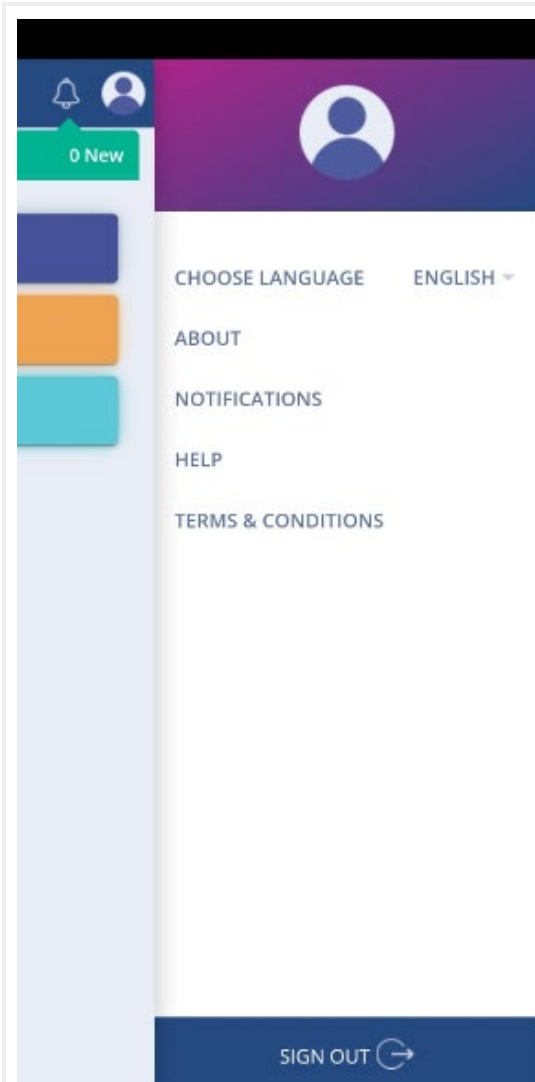 0 New
CHOOSE LANGUAGE ENGLISH
ABOUT
NOTIFICATIONS
HELP
TERMS & CONDITIONS
SIGN OUT